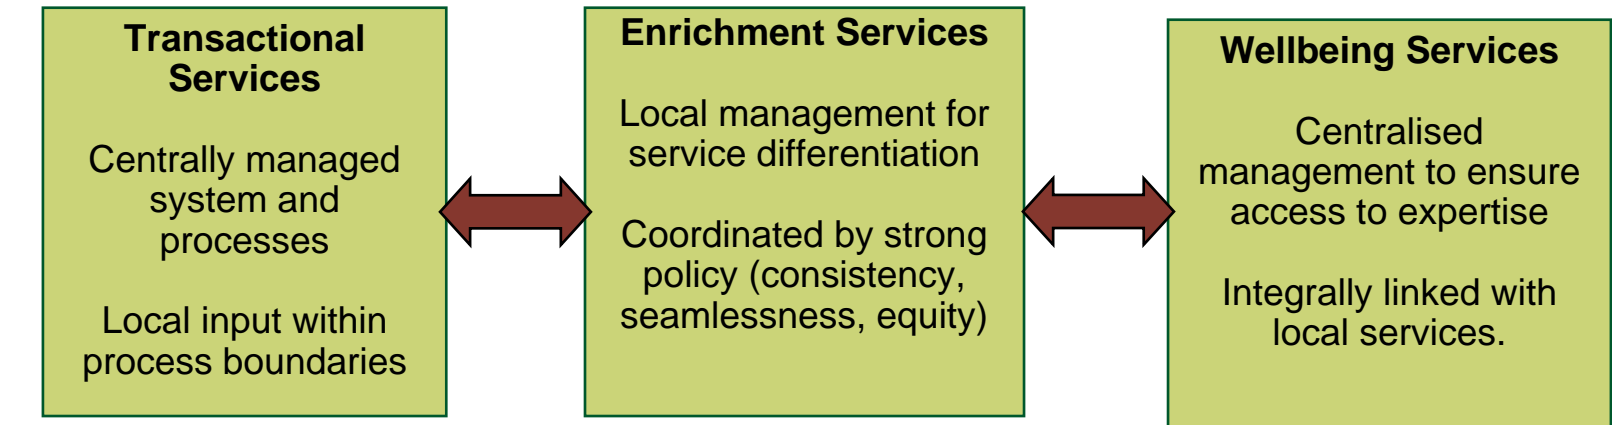 Transactional
Services
Centrally managed
system and
processes
Local input within
process boundaries
Enrichment Services
Local management for
service differentiation
Coordinated by strong
policy (consistency,
seamlessness, equity)
Wellbeing Services
Centralised
management to ensure
access to expertise
Integrally linked with
local services.